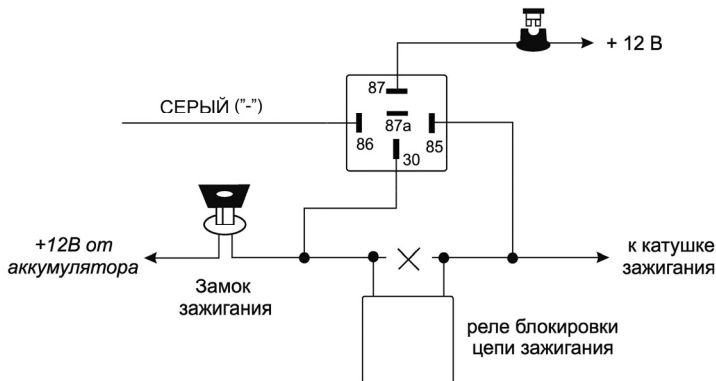 + 12 В
87
СЕРЫЙ ("-")
87а
86
85
30
+12В от
аккумулятора
Замок
зажигания
к катушке
зажигания
реле блокировки
цепи зажигания